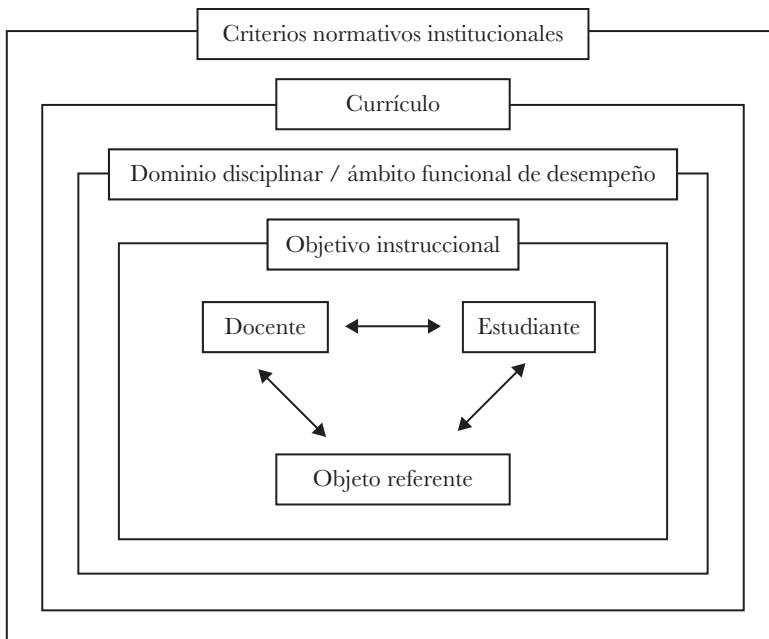 Criterios normativos institucionales
Currículo
Dominio disciplinar / ámbito funcional de desempeño
Objetivo instruccional
Docente
Estudiante
Objeto referente